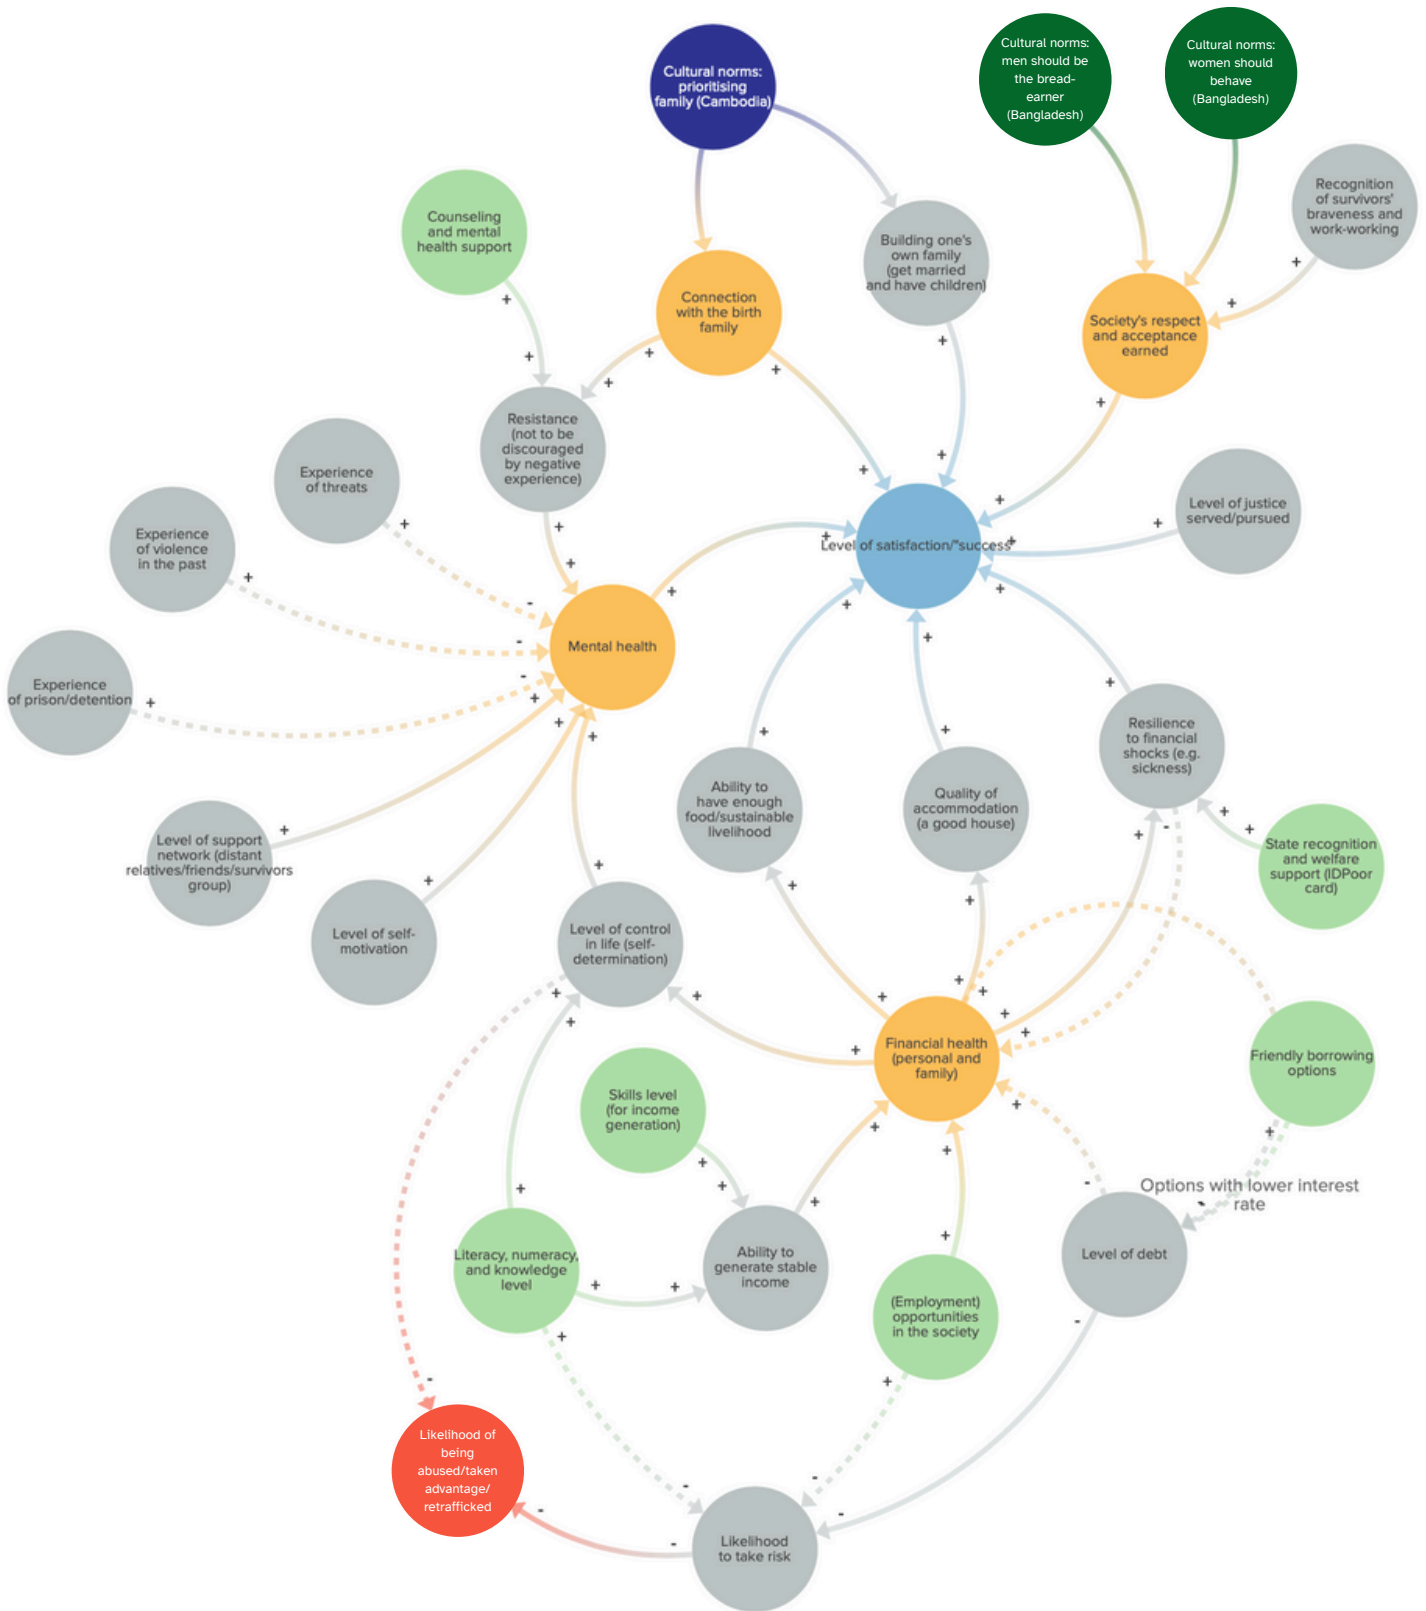 Cultural norms:
men should be
the bread-
earner
(Bangladesh)
Cultural norms:
women should
behave
(Bangladesh)
Cultural norms:
prioritising
family (Cambodia)
Recognition
of survivors'
braveness and
work-working
Counseling
and mental
health support
Building one's
own family
(get married
and have children)
Connection
with the birth
family
Society's respect
and acceptance
earned
Resistance
(not to be
discouraged
by negative
experience)
Experience
of threats
Level of justice
served/pursued
Experience
of violence
in the past
Level of satisfaction/"success"
Mental health
Experience
of prison/detention
Resilience
to financial
shocks (e.g.
sickness)
Ability to
have enough
food/sustainable
livelihood
Quality of
accommodation
(a good house)
Level of support
network (distant
relatives/friends/survivors
group)
State recognition
and welfare
support (IDPoor
card)
Level of self-
motivation
Level of control
in life (self-
determination)
Financial health
(personal and
family)
Friendly borrowing
options
Skills level
(for income
generation)
Options with lower interest
rate
Literacy, numeracy,
and knowledge
level
Ability to
generate stable
income
Level of debt
(Employment)
opportunities
in the society
Likelihood of
being
abused/taken
advantage/
retrafficked
Likelihood
to take risk